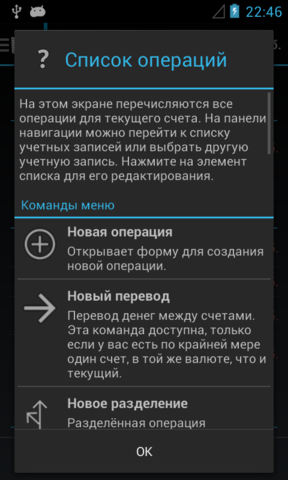 22:46
? Список операций
На этом экране перечисляются все
операции для текущего счета. На панели
навигации можно перейти к списку
учетных записей или выбрать другую
учетную запись. Нажмите на элемент
списка для его редактирования.
Команды меню
Новая операция
Открывает форму для создания
новой операции.
Новый перевод
Перевод денег между счетами.
Эта команда доступна, только
если у вас есть по крайней мере
один счет, в той же валюте, что и
текущий.
Новое разделение
Разделённая операция
OK